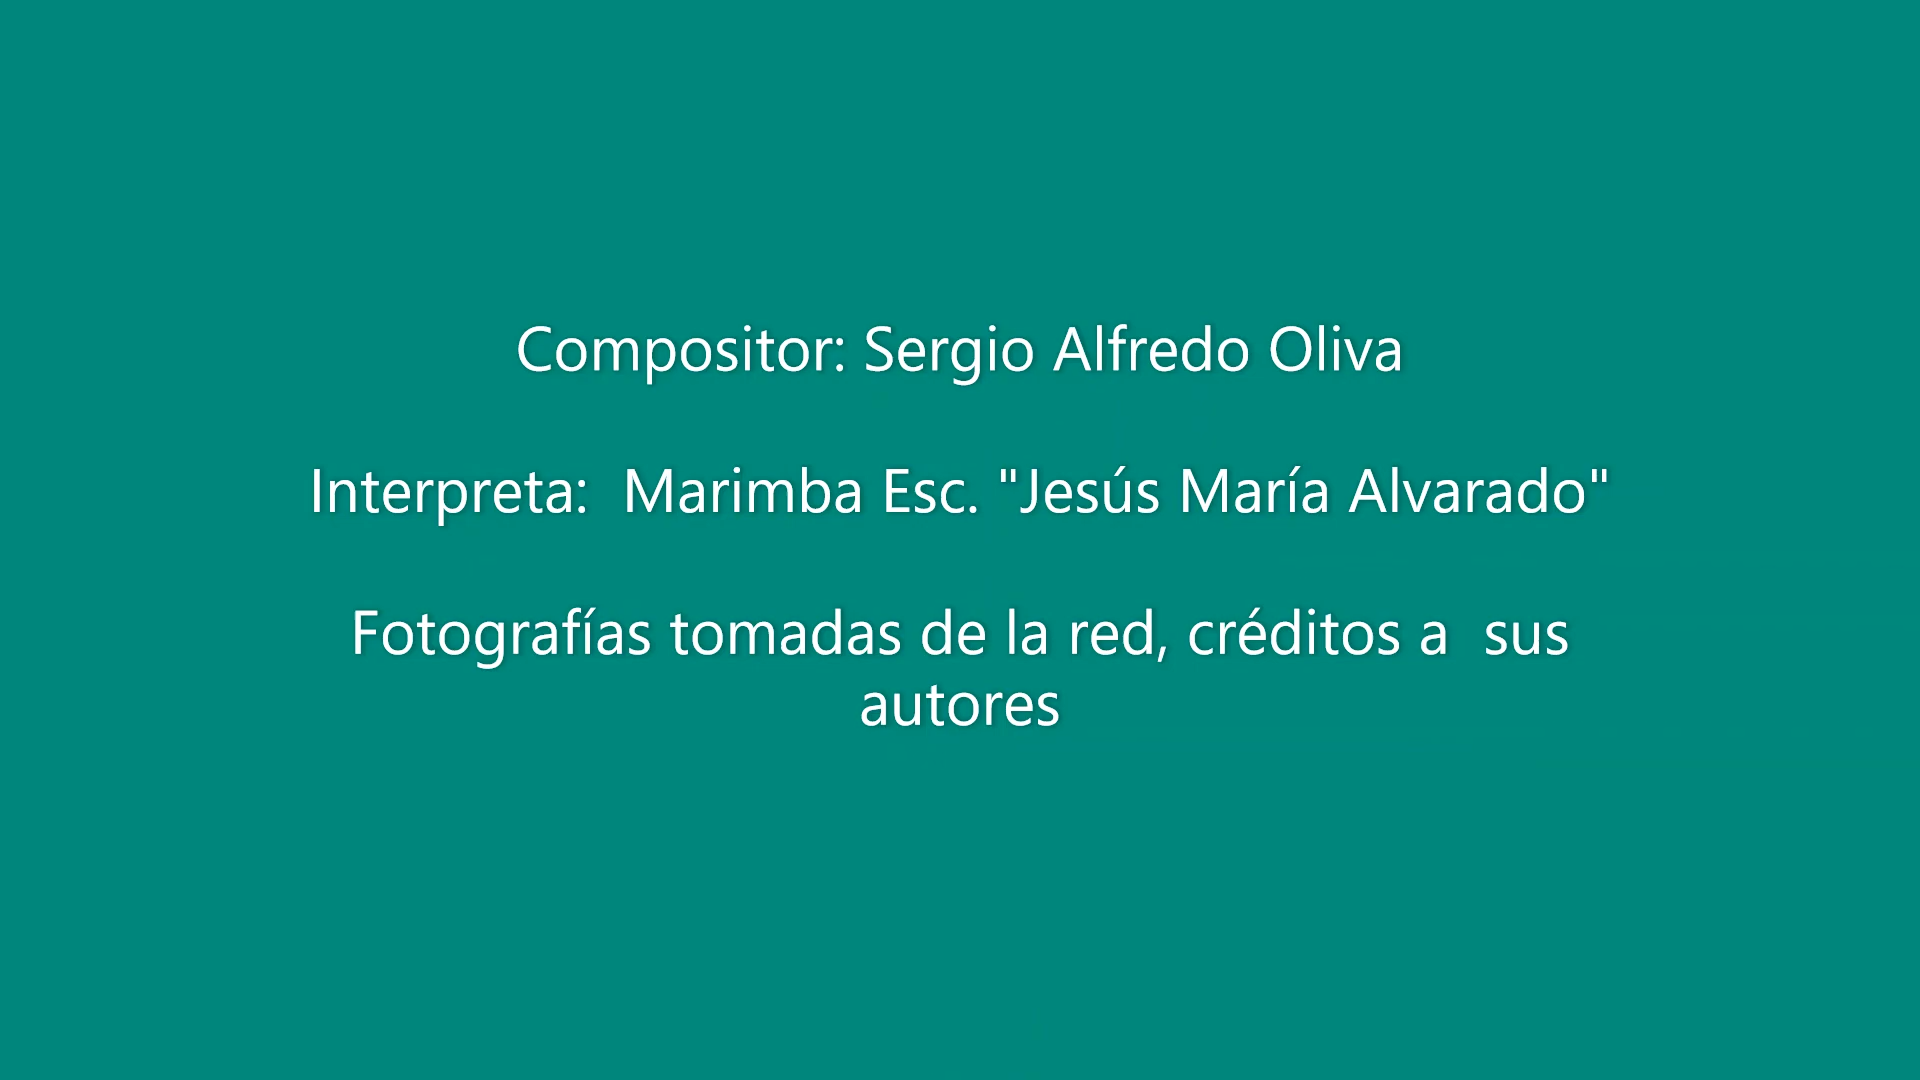 Compositor: Sergio Alfredo Oliva
Interpreta:  Marimba Esc. "Jesús María Alvarado"
Fotografías tomadas de la red, créditos a  sus
autores